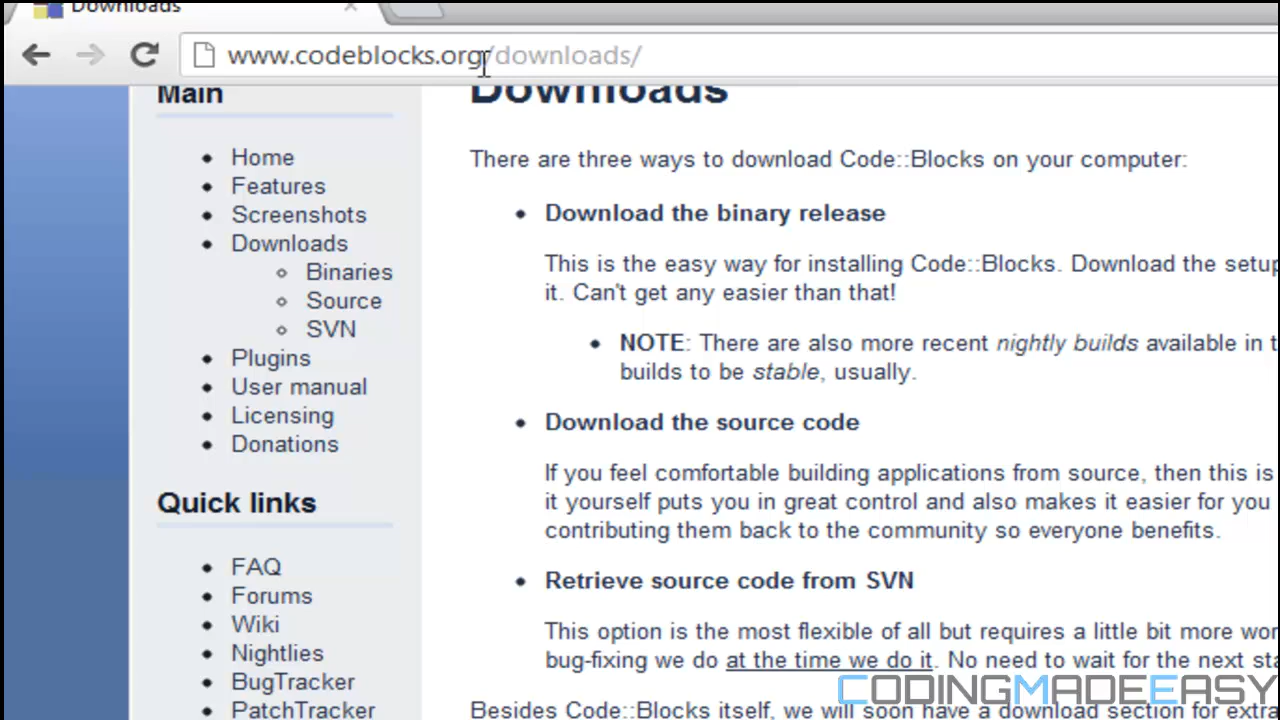 Downloads
www.codeblocks.org/downloads/
Main
Home
Features
Screenshots
Downloads
Binaries
Source
SVN
Plugins
User manual
Licensing
Donations
Quick links
FAQ
Forums
Wiki
Nightlies
BugTracker
PatchTracker
Downloads
There are three ways to download Code::Blocks on your computer:
Download the binary release
This is the easy way for installing Code::Blocks. Download the setup
it. Can't get any easier than that!
NOTE: There are also more recent nightly builds available in t
builds to be stable, usually.
Download the source code
If you feel comfortable building applications from source, then this is
it yourself puts you in great control and also makes it easier for you
contributing them back to the community so everyone benefits.
Retrieve source code from SVN
This option is the most flexible of all but requires a little bit more wor
bug-fixing we do at the time we do it. No need to wait for the next sta
Besides Code::Blocks itself, we will soon have a download section for extra
CODINGMADEEASY